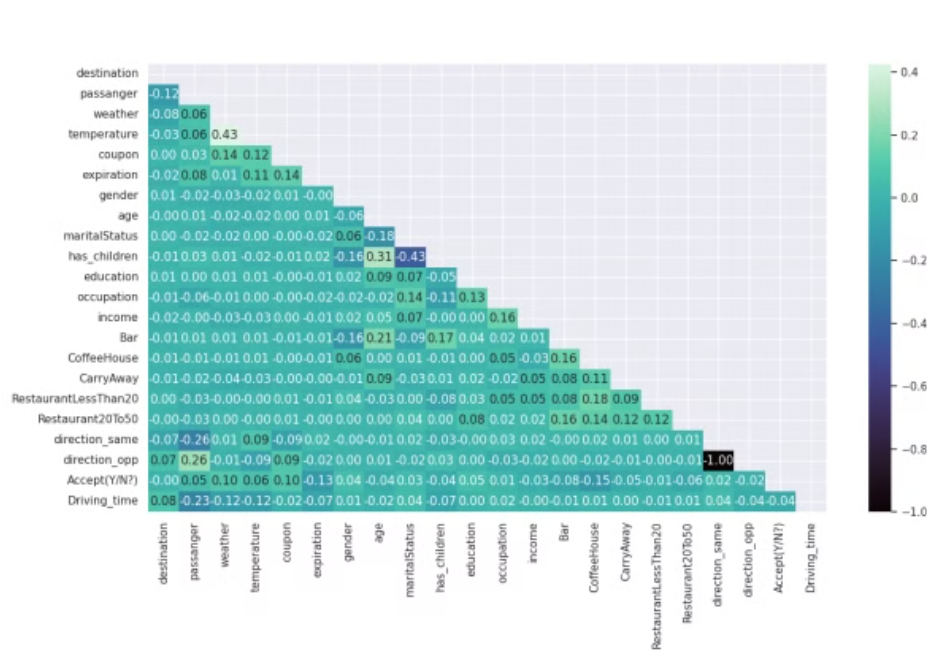 destination
passanger -0.12
weather -0.08 0.06
temperature -0.03 0.06 0.43
coupon 0.00 0.03 0.14 0.12
expiration -0.02 0.08 0.01 0.11 0.14
gender 0.01 -0.02 -0.03 -0.02 0.01 -0.00
age -0.00 0.01 -0.02 -0.02 0.00 0.01 -0.06
maritalStatus 0.00 -0.02 -0.02 0.00 -0.00 -0.02 0.06 -0.18
has_children -0.01 0.03 0.01 -0.02 -0.01 0.02 -0.16 0.31 -0.43
education 0.01 0.00 0.01 0.01 -0.00 -0.01 0.02 0.09 0.07 -0.05
occupation -0.01 -0.06 -0.01 0.00 -0.00 -0.02 -0.02 -0.02 0.14 -0.11 0.13
income -0.02 -0.00 -0.03 -0.03 0.00 -0.01 0.02 0.05 0.07 -0.00 0.00 0.16
Bar -0.01 0.01 0.01 0.01 -0.01 -0.01 -0.16 0.21 -0.09 0.17 0.04 0.02 0.01
CoffeeHouse -0.01 -0.01 -0.01 0.01 -0.00 -0.01 0.06 0.00 0.01 -0.01 0.00 0.05 -0.03 0.16
CarryAway -0.01 -0.02 -0.04 -0.03 -0.00 -0.00 -0.01 0.09 -0.03 0.01 0.02 -0.02 0.05 0.08 0.11
RestaurantLessThan20 0.00 -0.03 -0.00 -0.00 0.01 -0.01 0.04 -0.03 0.00 -0.08 0.03 0.05 0.05 0.08 0.18 0.09
Restaurant20To50 -0.00 -0.03 0.00 -0.00 0.01 -0.00 0.01 -0.02 0.04 0.00 0.08 0.00 0.02 0.16 0.14 0.12 0.12
direction_same -0.07 -0.26 0.01 0.09 -0.09 0.02 -0.00 -0.01 0.02 -0.03 -0.00 0.03 0.02 -0.00 0.02 0.01 0.00 0.01
direction_opp 0.07 0.26 -0.01 -0.09 0.09 -0.02 0.00 0.01 -0.02 0.03 0.00 -0.03 -0.02 0.00 -0.02 -0.01 -0.00 -0.01 -1.00
Accept(Y/N?) -0.00 0.05 0.10 0.06 0.10 -0.13 0.04 -0.04 0.03 -0.04 0.05 0.01 -0.03 -0.08 -0.15 -0.05 -0.01 -0.06 0.02 -0.02
Driving_time 0.08 -0.23 -0.12 -0.12 -0.02 -0.07 0.01 -0.02 0.04 -0.07 0.00 0.02 -0.01 0.01 0.00 0.00 -0.01 0.01 0.04 -0.04 -0.04
destination
passanger
weather
temperature
coupon
expiration
gender
age
maritalStatus
has_children
education
occupation
income
Bar
CoffeeHouse
CarryAway
RestaurantLessThan20
Restaurant20To50
direction_same
direction_opp
Accept(Y/N?)
Driving_time
0.4
0.2
0.0
−0.2
−0.4
−0.6
−0.8
−1.0